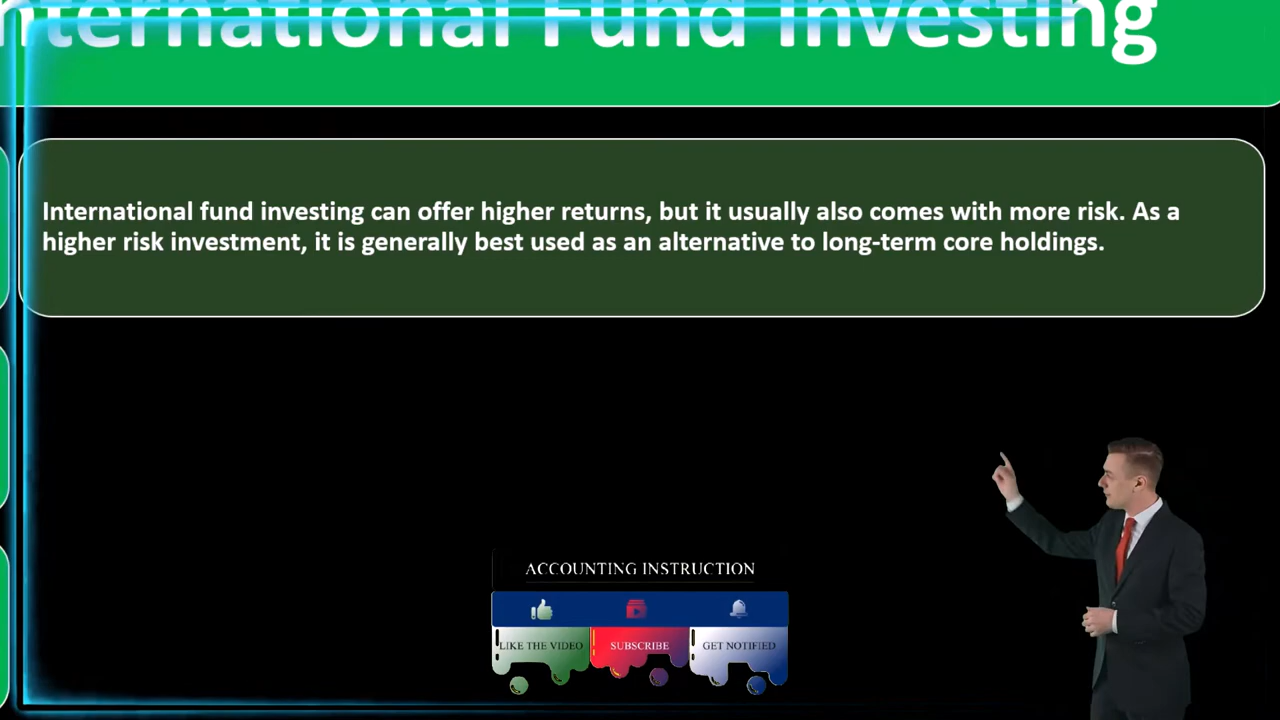 nternational Fund Investing
International fund investing can offer higher returns, but it usually also comes with more risk. As a
higher risk investment, it is generally best used as an alternative to long-term core holdings.
ACCOUNTING INSTRUCTION
LIKE THE VIDEO SUBSCRIBE GET NOTIFIED